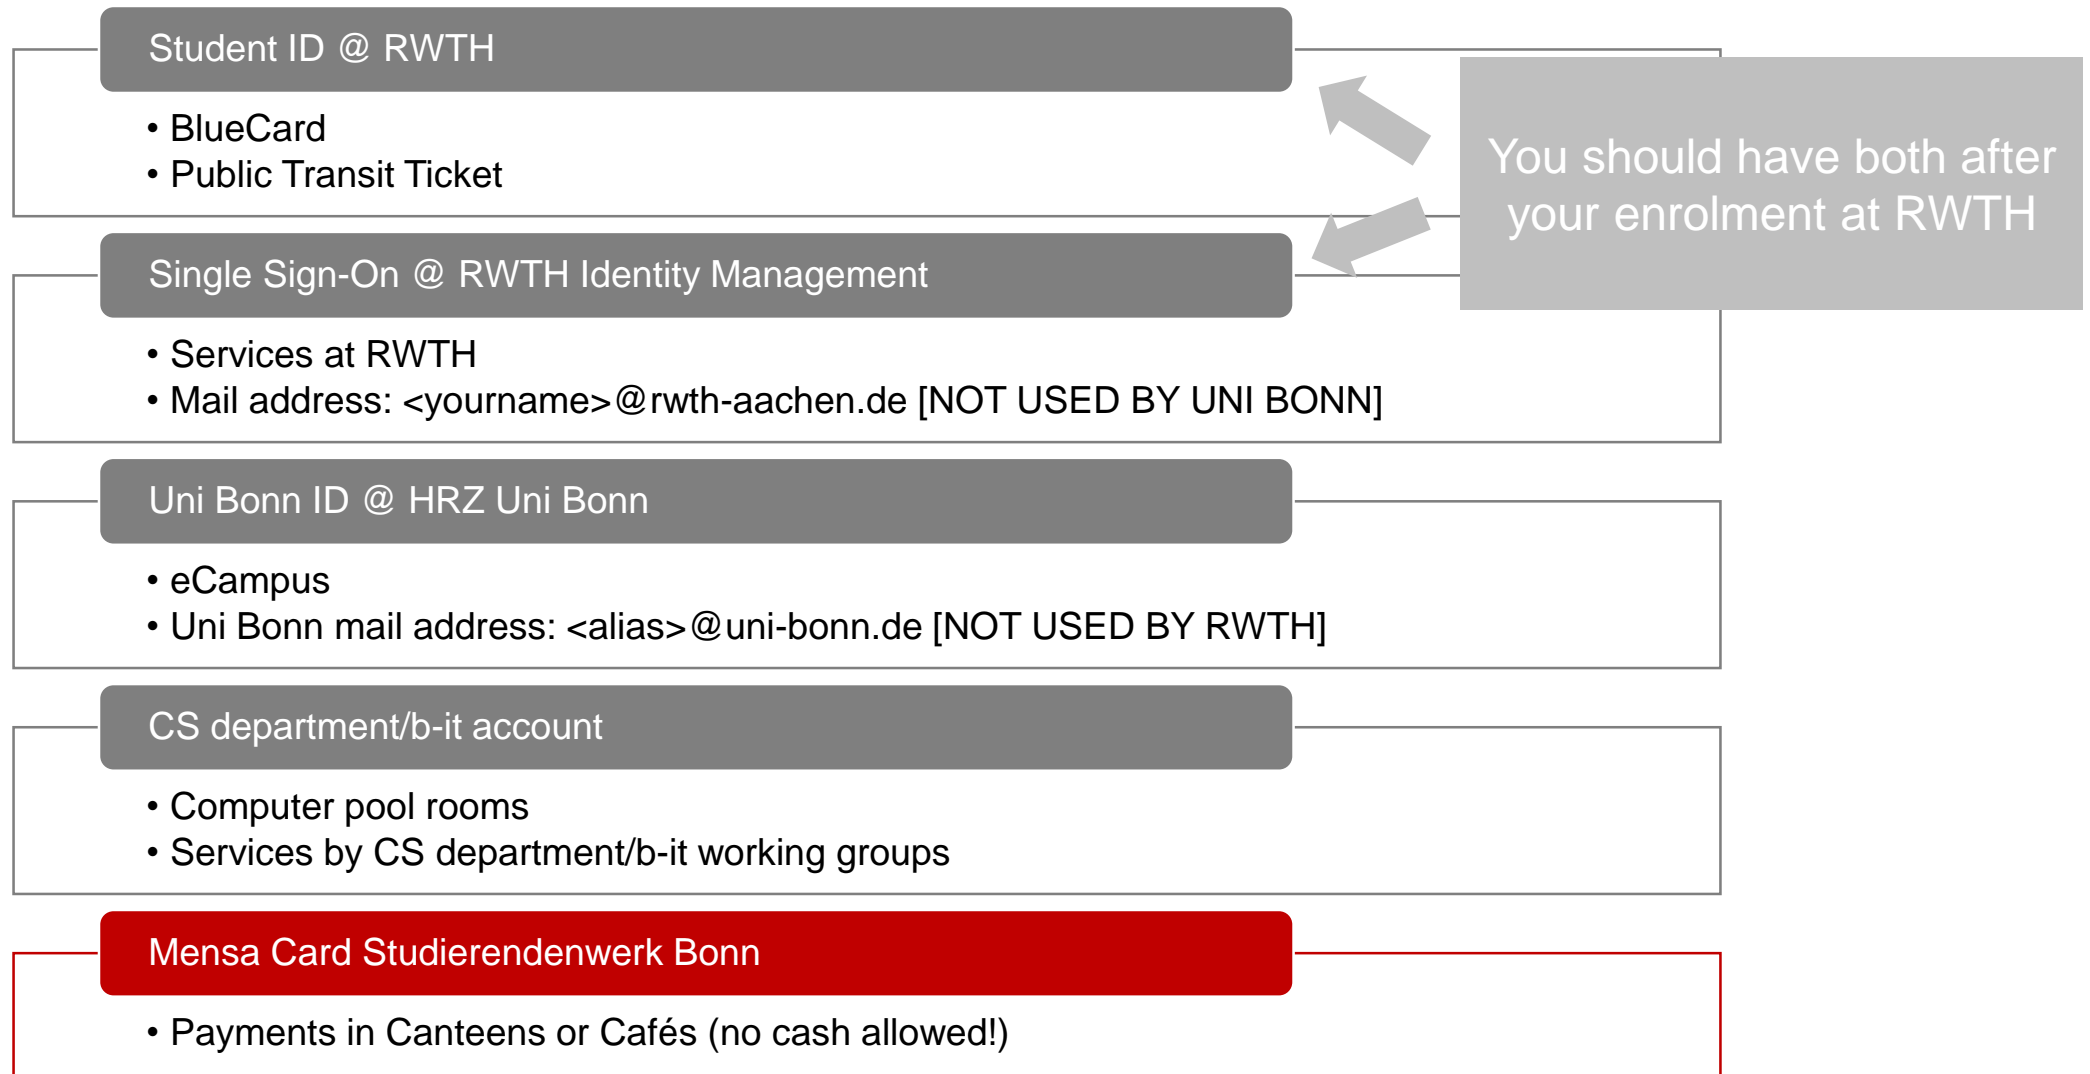 Student ID @ RWTH
• BlueCard
• Public Transit Ticket
You should have both after
your enrolment at RWTH
Single Sign-On @ RWTH Identity Management
• Services at RWTH
• Mail address: <yourname>@rwth-aachen.de [NOT USED BY UNI BONN]
Uni Bonn ID @ HRZ Uni Bonn
• eCampus
• Uni Bonn mail address: <alias>@uni-bonn.de [NOT USED BY RWTH]
CS department/b-it account
• Computer pool rooms
• Services by CS department/b-it working groups
Mensa Card Studierendenwerk Bonn
• Payments in Canteens or Cafés (no cash allowed!)